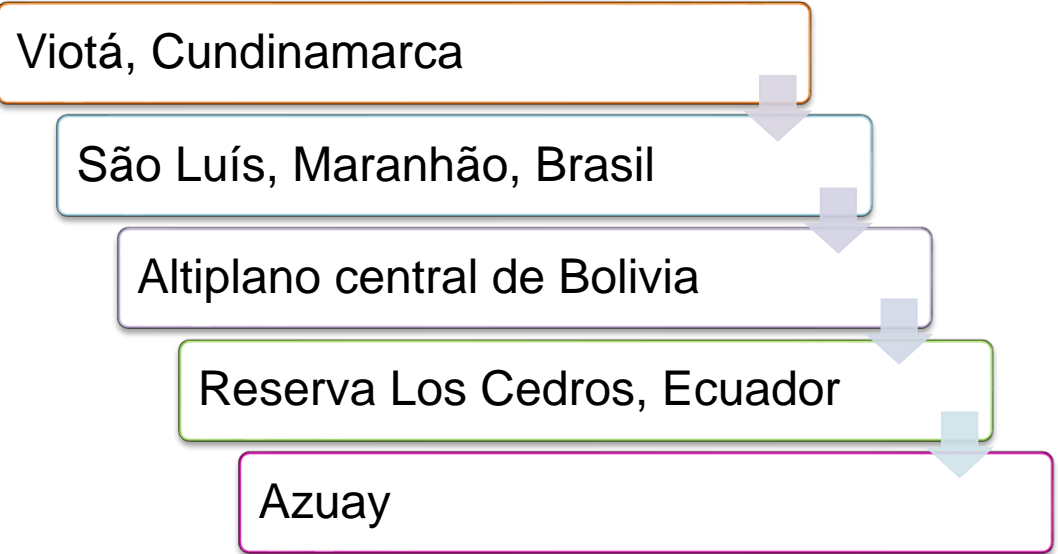 Viotá, Cundinamarca
São Luís, Maranhão, Brasil
Altiplano central de Bolivia
Reserva Los Cedros, Ecuador
Azuay